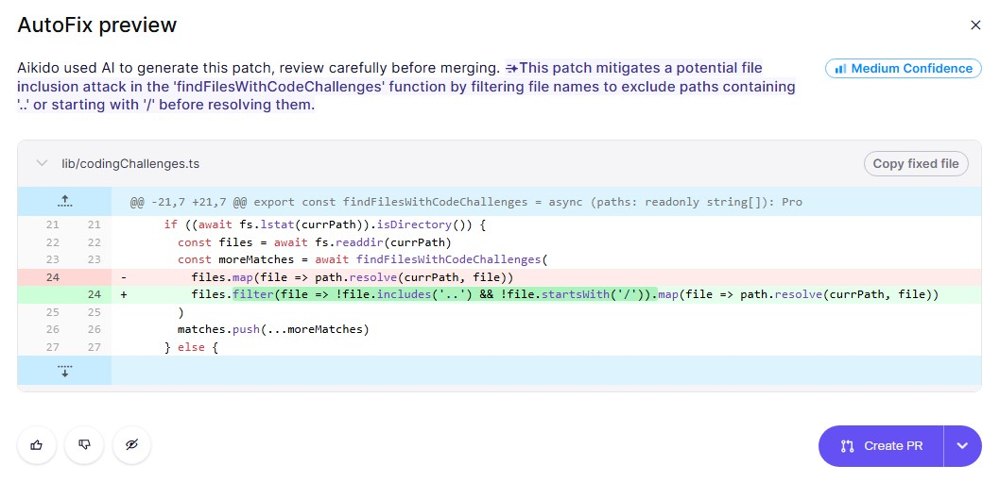 AutoFix preview
Aikido used AI to generate this patch, review carefully before merging. This patch mitigates a potential file
inclusion attack in the 'findFilesWithCodeChallenges' function by filtering file names to exclude paths containing
'..' or starting with '/' before resolving them.
Medium Confidence
lib/codingChallenges.ts
Copy fixed file
@@ -21,7 +21,7 @@ export const findFilesWithCodeChallenges = async (paths: readonly string[]): Pro
21 21 if ((await fs.lstat(currPath)).isDirectory()) {
22 22 const files = await fs.readdir(currPath)
23 23 const moreMatches = await findFilesWithCodeChallenges(
24 - files.map(file => path.resolve(currPath, file))
24 + files.filter(file => !file.includes('..') && !file.startsWith('/')).map(file => path.resolve(currPath, file))
25 25 )
26 26 matches.push(...moreMatches)
27 27 } else {
Create PR